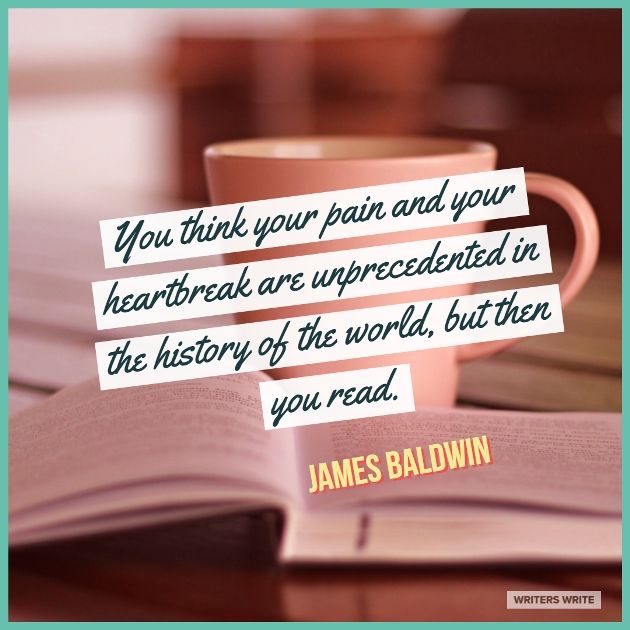 You think your pain and your
heartbreak are unprecedented in
the history of the world, but then
you read.
JAMES BALDWIN
WRITERS WRITE